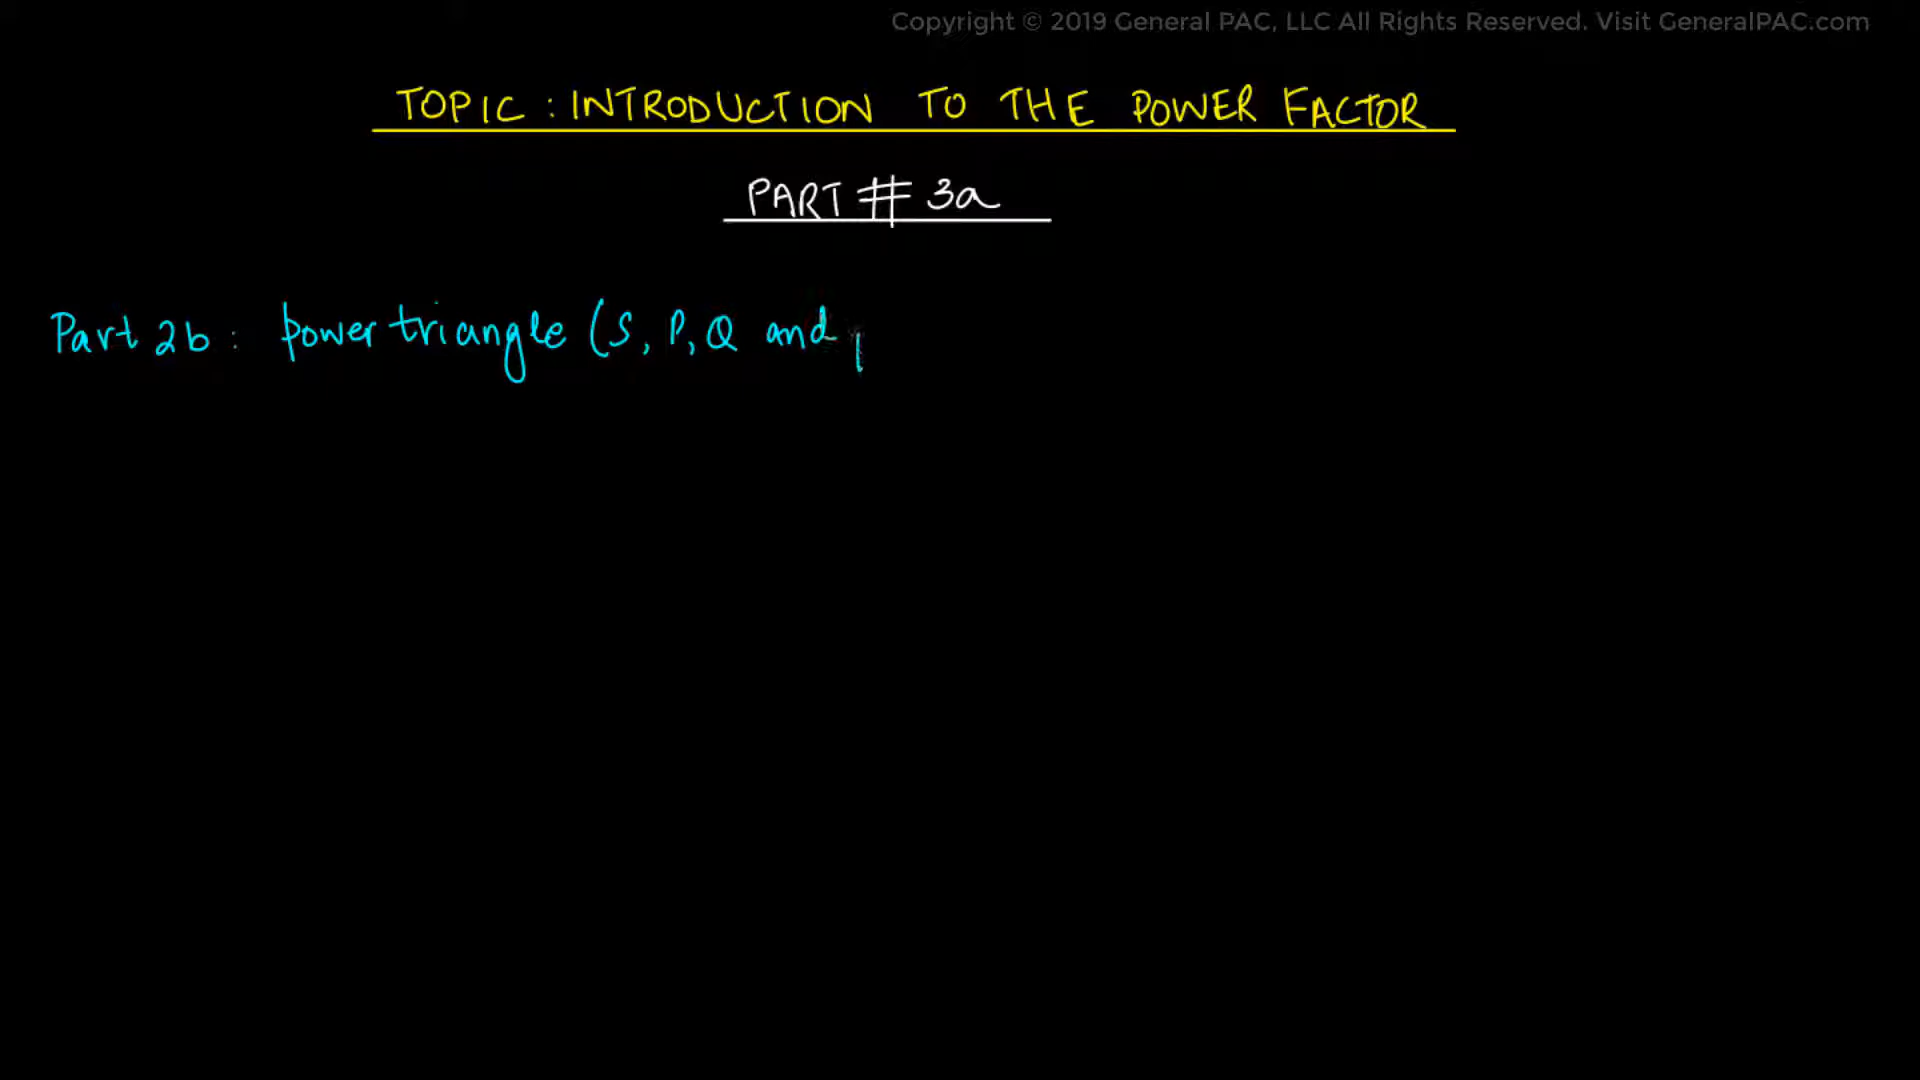 Copyright © 2019 General PAC, LLC All Rights Reserved. Visit GeneralPAC.com
TOPIC: INTRODUCTION TO THE POWER FACTOR
PART # 3a
Part 2b: power triangle (S, P, Q and